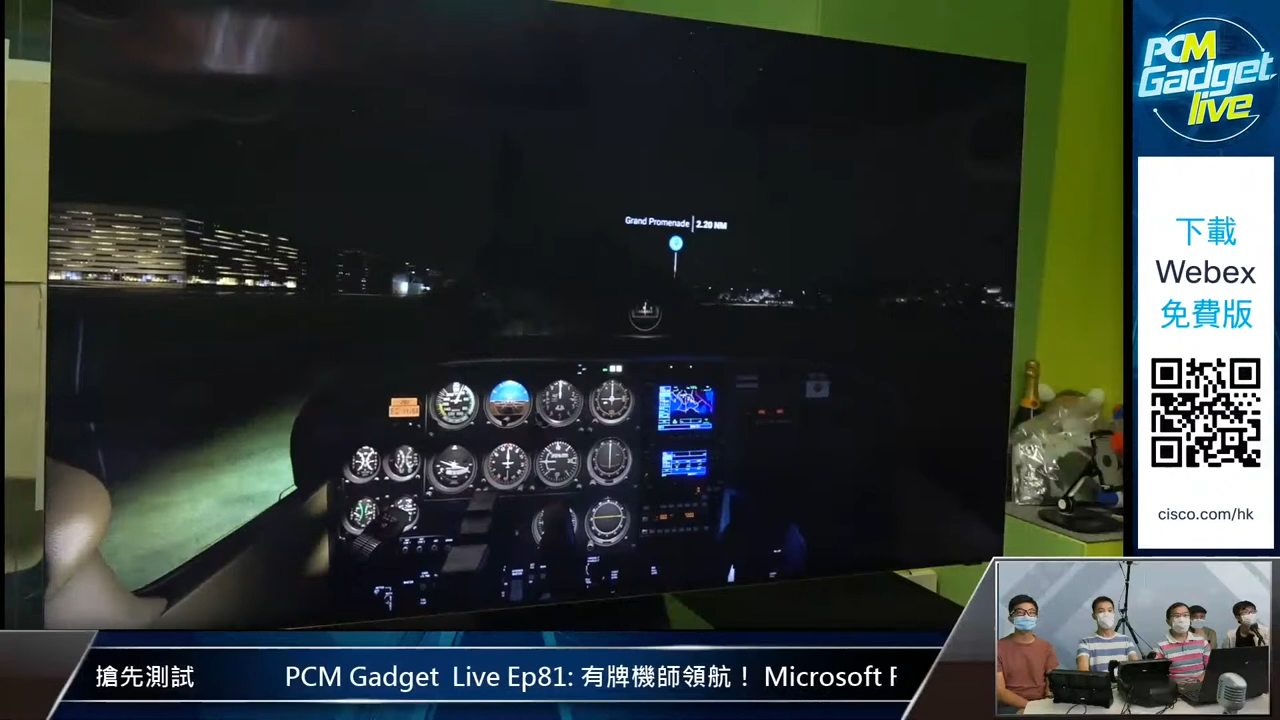 PCM
Gadget
live
Grand Promenade | 2.20 NM
下載
Webex
免費版
cisco.com/hk
搶先測試
PCM Gadget Live Ep81: 有牌機師領航! Microsoft F